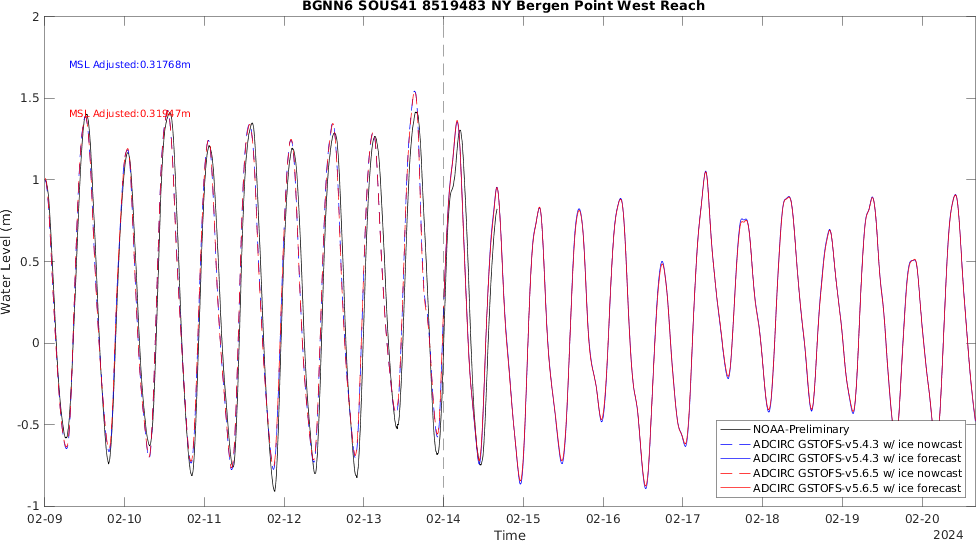 BGNN6 SOUS41 8519483 NY Bergen Point West Reach
2
MSL Adjusted:0.31768m
1.5
MSL Adjusted:0.31947m
1
Water Level (m)
0.5
0
-0.5
NOAA-Preliminary
ADCIRC GSTOFS-v5.4.3 w/ ice nowcast
ADCIRC GSTOFS-v5.4.3 w/ ice forecast
ADCIRC GSTOFS-v5.6.5 w/ ice nowcast
ADCIRC GSTOFS-v5.6.5 w/ ice forecast
-1
02-09 02-10 02-11 02-12 02-13 02-14 02-15 02-16 02-17 02-18 02-19 02-20
Time
2024